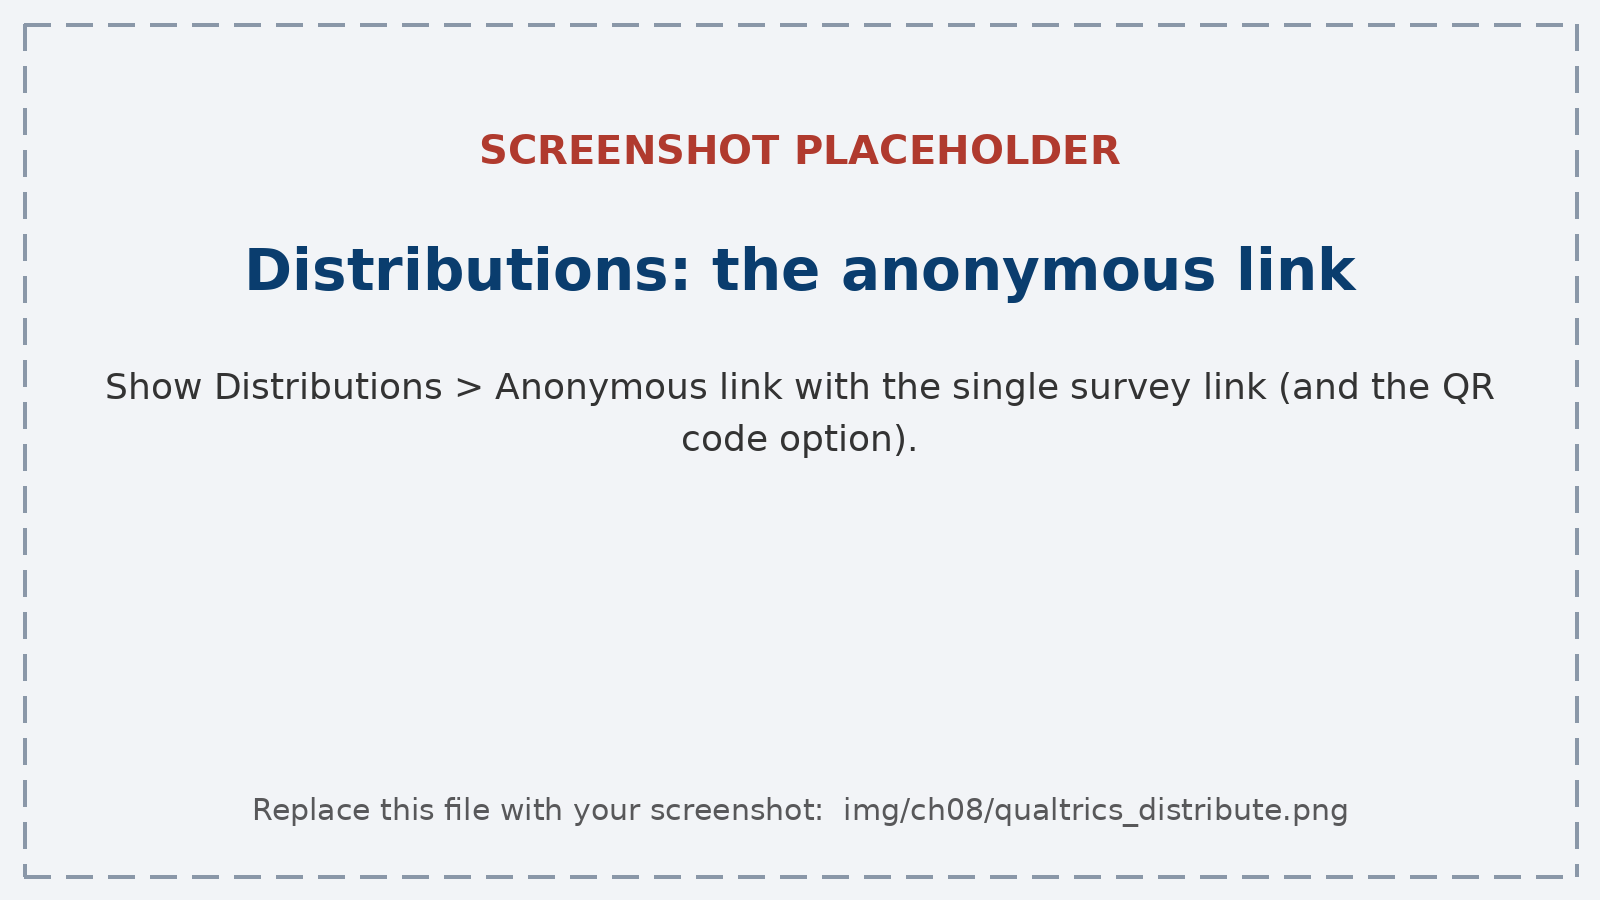 SCREENSHOT PLACEHOLDER
Distributions: the anonymous link
Show Distributions > Anonymous link with the single survey link (and the QR
code option).
Replace this file with your screenshot:  img/ch08/qualtrics_distribute.png